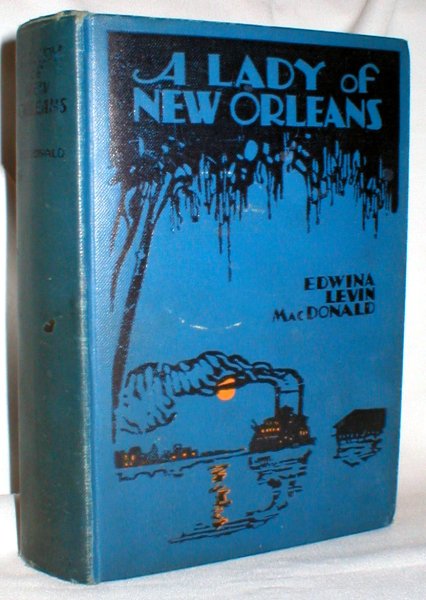 A LADY of
NEW ORLEANS
EDWINA
LEVIN
MacDONALD